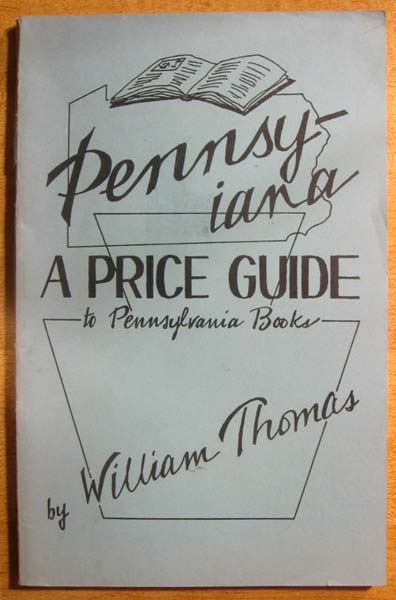 Pennsy-
iana
A PRICE GUIDE
to Pennsylvania Books
by William Thomas